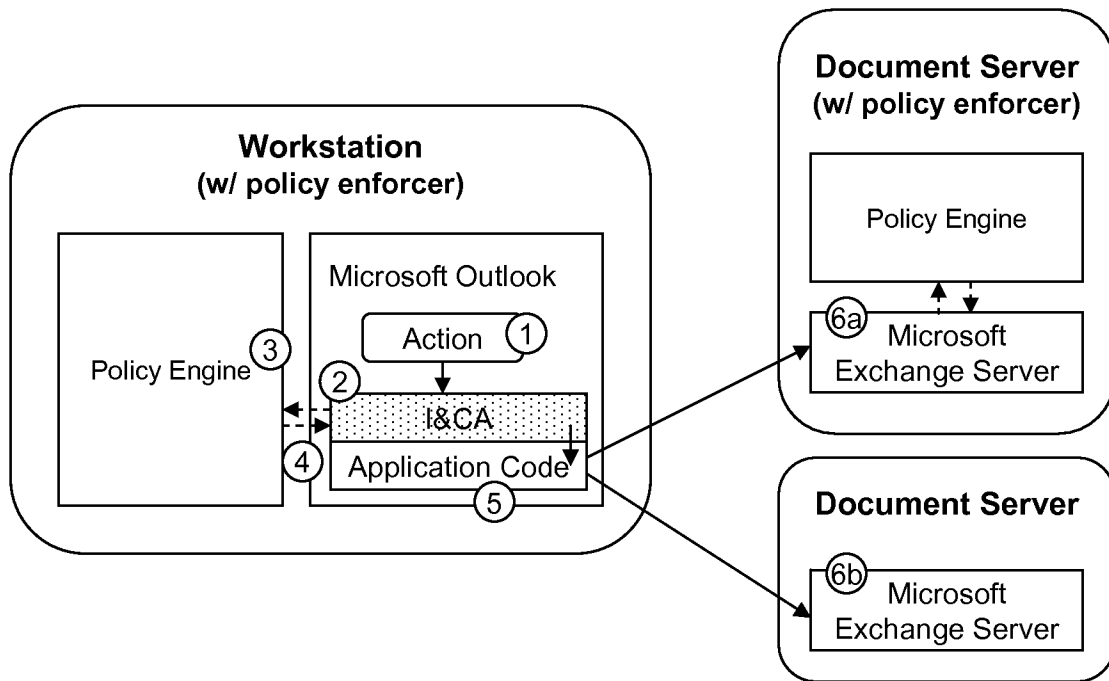 Workstation
(w/ policy enforcer)
Policy Engine
3
Microsoft Outlook
Action
1
2
I&CA
4
Application Code
5
Document Server
(w/ policy enforcer)
Policy Engine
6a
Microsoft
Exchange Server
Document Server
6b
Microsoft
Exchange Server